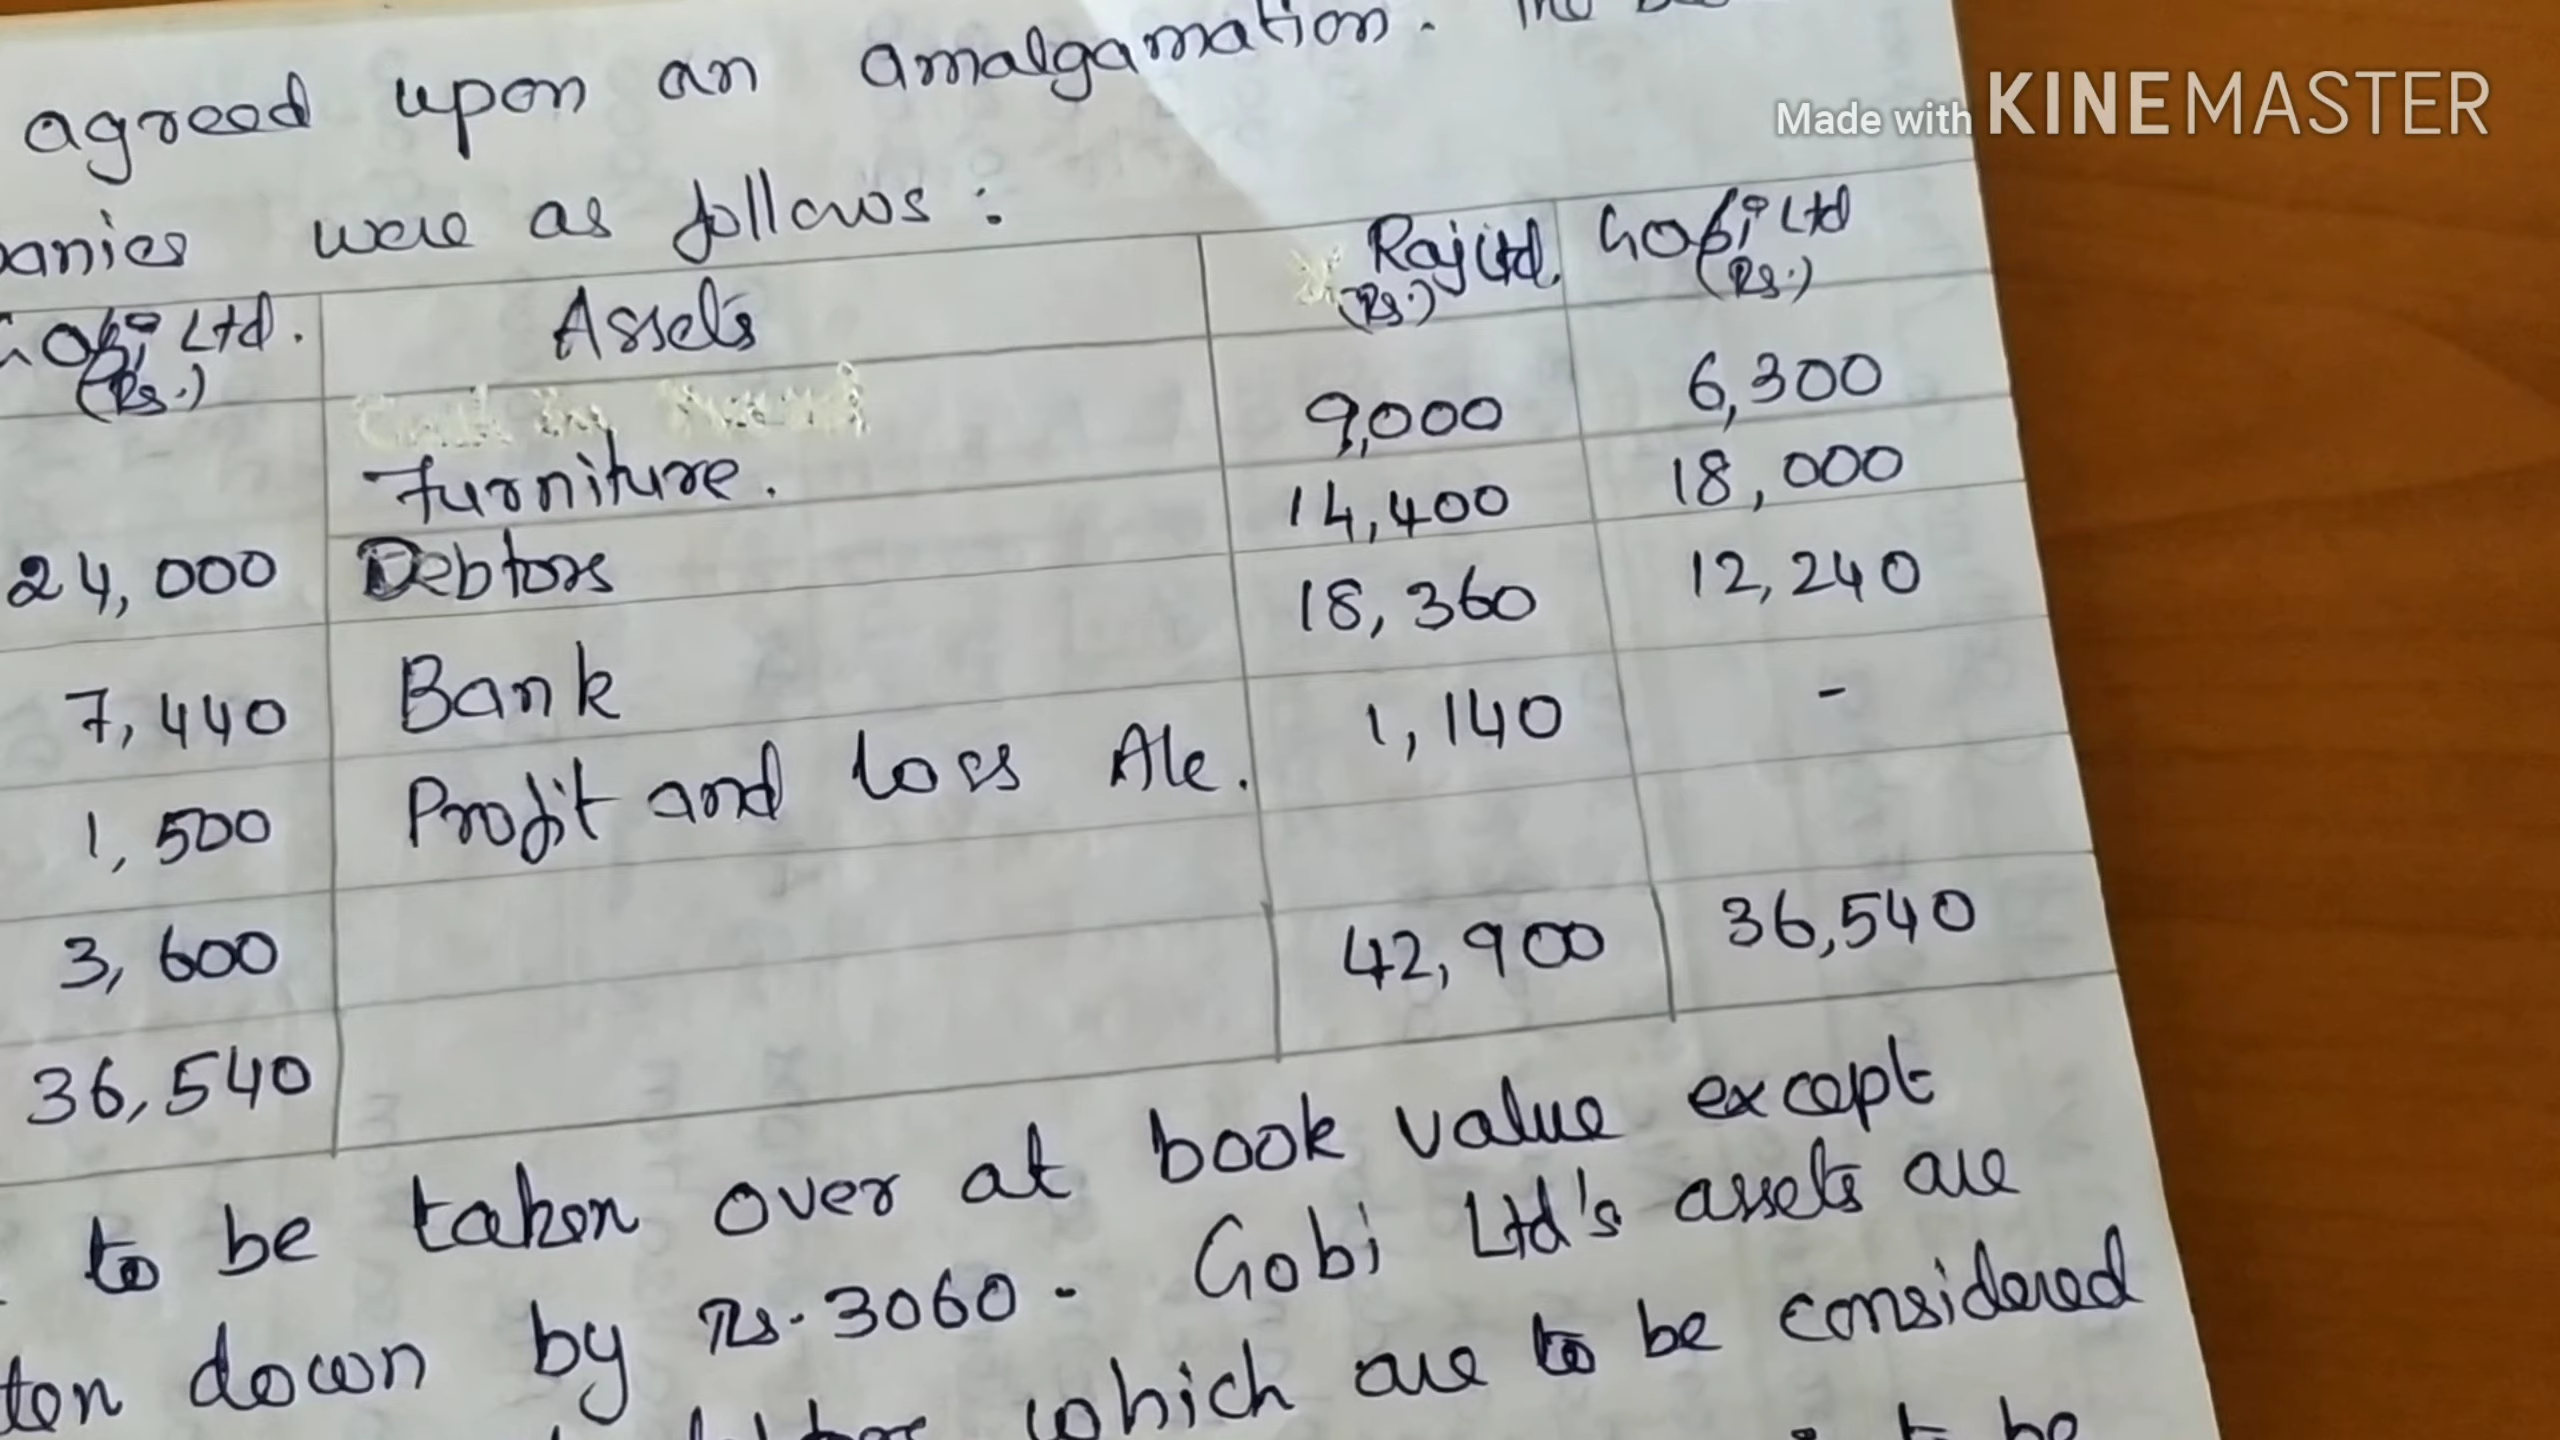 agreed upon an amalgamation. The
Made with KINEMASTER
were as follows :
Gobi Ltd. (Rs.) Assets Raj Ltd. (Rs.) Gobi Ltd (Rs.)
Furniture. 9,000 6,300
24,000 Debtors 14,400 18,000
7,440 Bank 18,360 12,240
1,500 Profit and loss A/c. 1,140 -
3,600
36,540 42,900 36,540
to be taken over at book value except
down by Rs. 3060 - Gobi Ltd's assets are
which are to be considered
to be